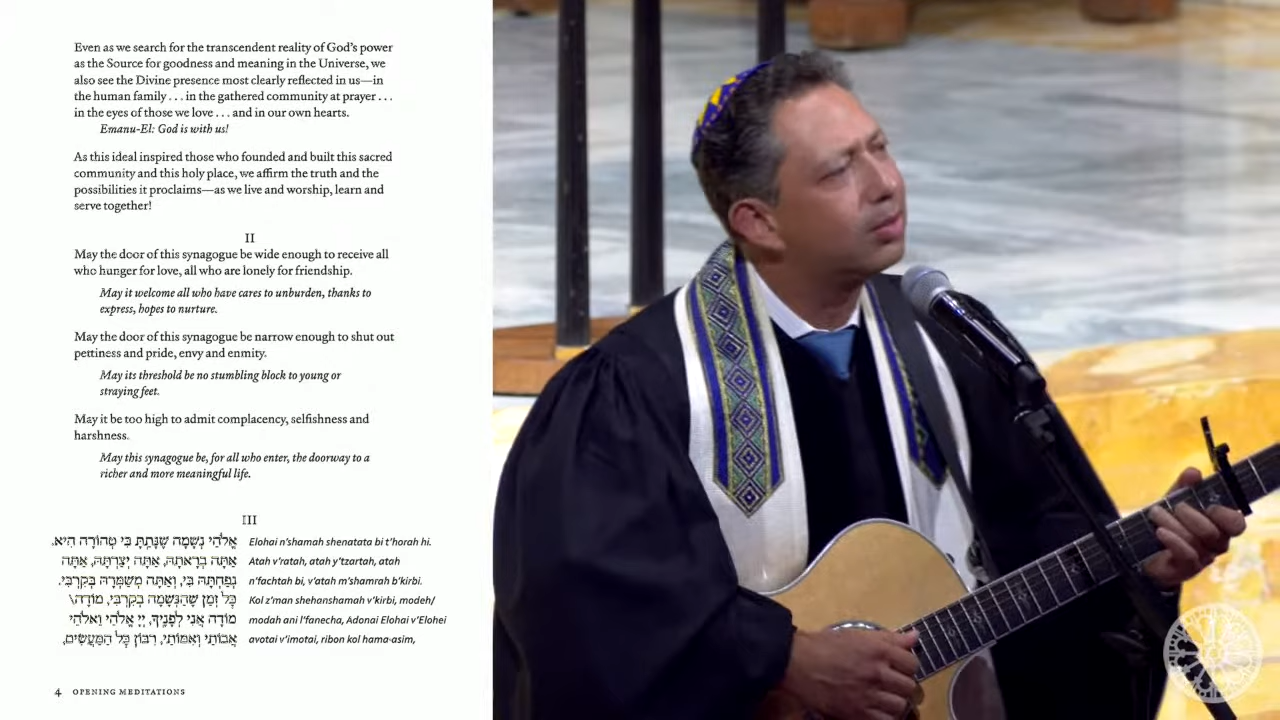 Even as we search for the transcendent reality of God's power
as the Source for goodness and meaning in the Universe, we
also see the Divine presence most clearly reflected in us—in
the human family . . . in the gathered community at prayer . . .
in the eyes of those we love . . . and in our own hearts.
Emanu-El: God is with us!
As this ideal inspired those who founded and built this sacred
community and this holy place, we affirm the truth and the
possibilities it proclaims—as we live and worship, learn and
serve together!
II
May the door of this synagogue be wide enough to receive all
who hunger for love, all who are lonely for friendship.
May it welcome all who have cares to unburden, thanks to
express, hopes to nurture.
May the door of this synagogue be narrow enough to shut out
pettiness and pride, envy and enmity.
May its threshold be no stumbling block to young or
straying feet.
May it be too high to admit complacency, selfishness and
harshness.
May this synagogue be, for all who enter, the doorway to a
richer and more meaningful life.
III
אֱלֹהַי נְשָׁמָה שֶׁנָּתַתָּ בִּי טְהוֹרָה הִיא.
אַתָּה בְרָאתָהּ, אַתָּה יְצַרְתָּהּ, אַתָּה
נְפַחְתָּהּ בִּי, וְאַתָּה מְשַׁמְּרָהּ בְּקִרְבִּי.
כׇּל זְמַן שֶׁהַנְּשָׁמָה בְקִרְבִּי, מוֹדֶה\
מוֹדָה אֲנִי לְפָנֶיךָ, יְיָ אֱלֹהַי וֵאלֹהֵי
אֲבוֹתַי וְאִמּוֹתַי, רִבּוֹן כׇּל הַמַּעֲשִׂים,
Elohai n'shamah shenatata bi t'horah hi.
Atah v'ratah, atah y'tzartah, atah
n'fachtah bi, v'atah m'shamrah b'kirbi.
Kol z'man shehanshamah v'kirbi, modeh/
modah ani l'fanecha, Adonai Elohai v'Elohei
avotai v'imotai, ribon kol hama-asim,
4 OPENING MEDITATIONS